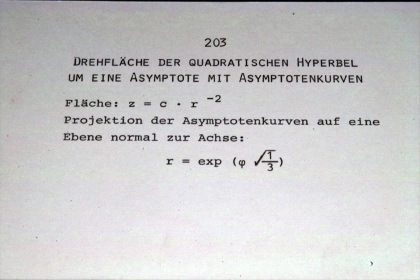 203
DREHFLÄCHE DER QUADRATISCHEN HYPERBEL
UM EINE ASYMPTOTE MIT ASYMPTOTENKURVEN
Fläche: z = c · r ⁻²
Projektion der Asymptotenkurven auf eine
Ebene normal zur Achse:
r = exp (φ √1/3)